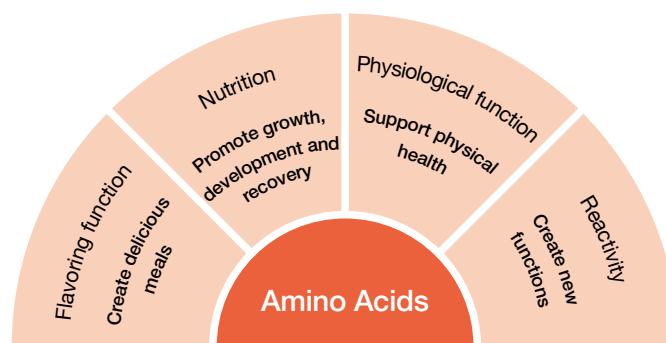 Flavoring function
Create delicious
meals
Nutrition
Promote growth,
development and
recovery
Physiological function
Support physical
health
Reactivity
Create new
functions
Amino Acids